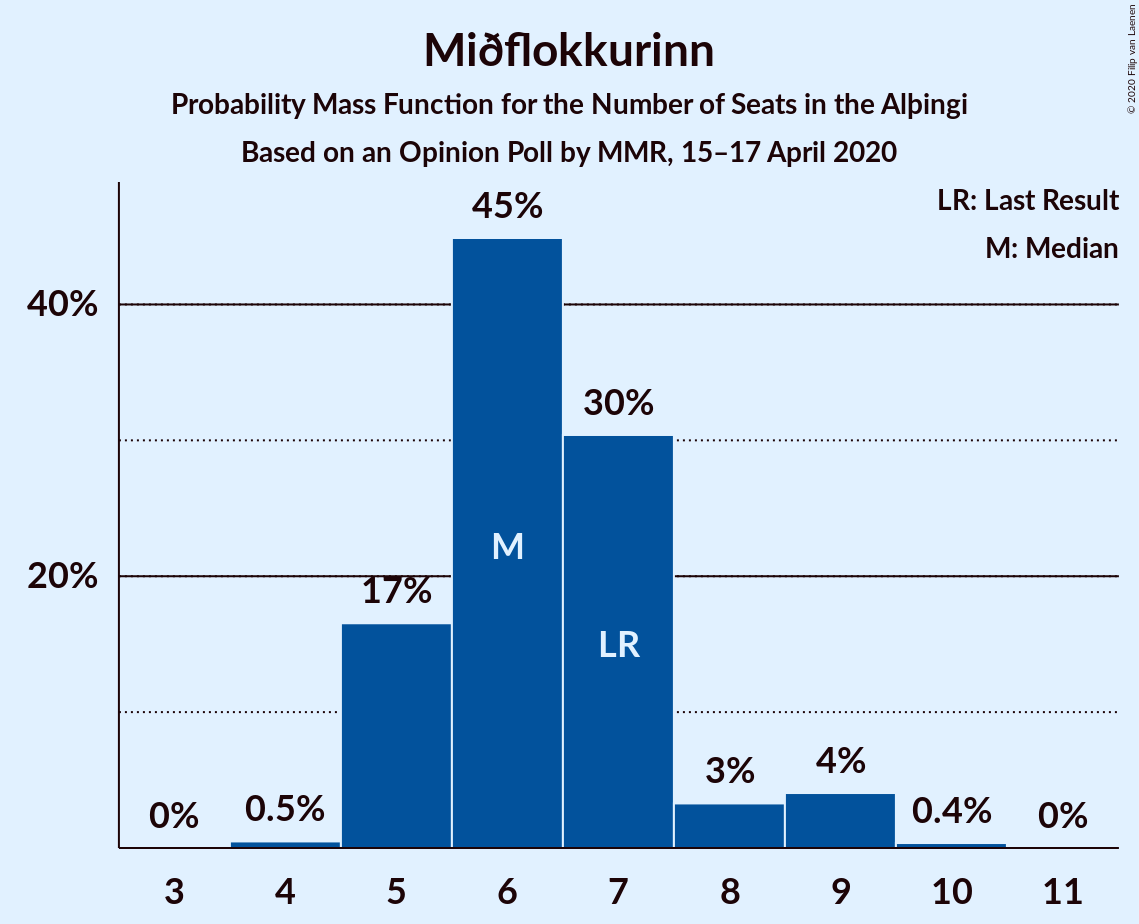 Miðflokkurinn
Probability Mass Function for the Number of Seats in the Alþingi
Based on an Opinion Poll by MMR, 15–17 April 2020
© 2020 Filip van Laenen
LR: Last Result
M: Median
40%
20%
0%
0.5%
17%
45%
30%
3%
4%
0.4%
0%
M
LR
3 4 5 6 7 8 9 10 11